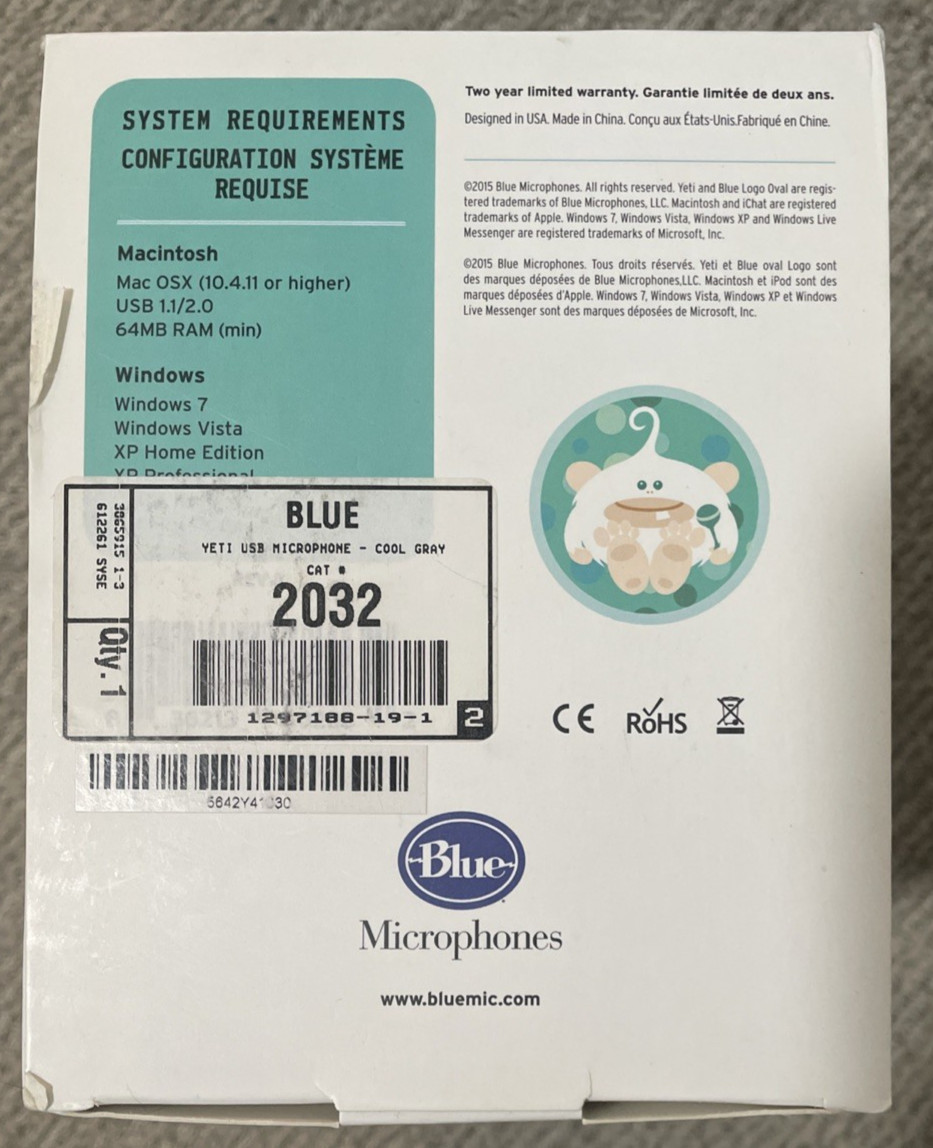 SYSTEM REQUIREMENTS
CONFIGURATION SYSTÈME
REQUISE
Macintosh
Mac OSX (10.4.11 or higher)
USB 1.1/2.0
64MB RAM (min)
Windows
Windows 7
Windows Vista
XP Home Edition
XP Professional
Two year limited warranty. Garantie limitée de deux ans.
Designed in USA. Made in China. Conçu aux États-Unis.Fabriqué en Chine.
©2015 Blue Microphones. All rights reserved. Yeti and Blue Logo Oval are regis-
tered trademarks of Blue Microphones, LLC. Macintosh and iChat are registered
trademarks of Apple. Windows 7, Windows Vista, Windows XP and Windows Live
Messenger are registered trademarks of Microsoft, Inc.
©2015 Blue Microphones. Tous droits réservés. Yeti et Blue oval Logo sont
des marques déposées de Blue Microphones,LLC. Macintosh et iPod sont des
marques déposées d'Apple. Windows 7, Windows Vista, Windows XP et Windows
Live Messenger sont des marques déposées de Microsoft, Inc.
3065915 1-3
612261 SYSE
Qty. 1
BLUE
YETI USB MICROPHONE - COOL GRAY
CAT #
2032
1297188-19-1
2
CE RoHS
Blue
Microphones
www.bluemic.com